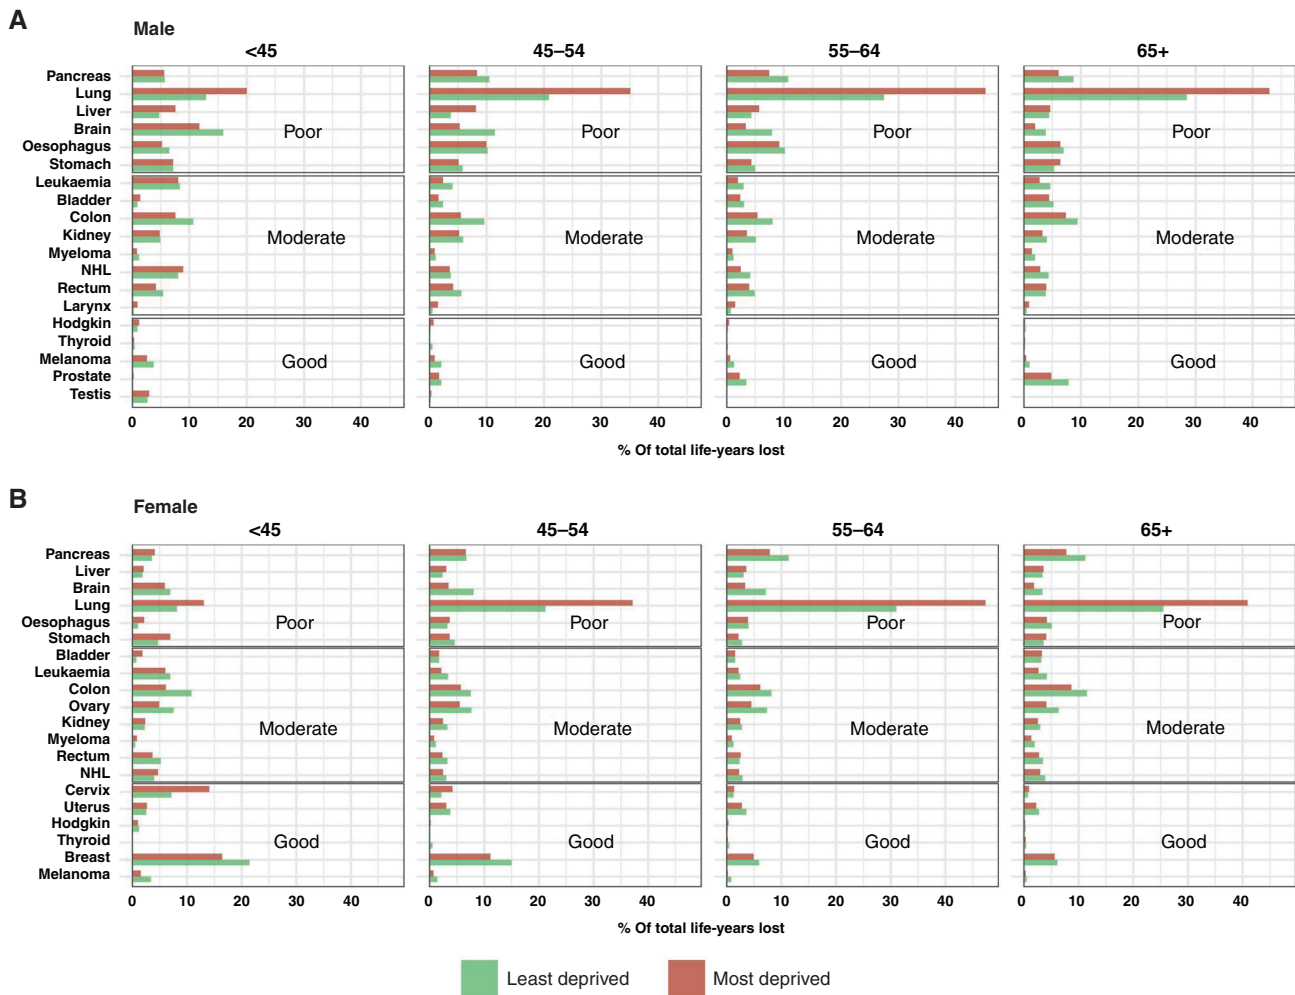 A
Male
<45 45–54 55–64 65+
Pancreas
Lung
Liver
Brain
Poor Poor Poor Poor
Oesophagus
Stomach
Leukaemia
Bladder
Colon
Kidney
Moderate Moderate Moderate Moderate
Myeloma
NHL
Rectum
Larynx
Hodgkin
Thyroid
Melanoma
Good Good Good Good
Prostate
Testis
0 10 20 30 40 0 10 20 30 40 0 10 20 30 40 0 10 20 30 40
% Of total life-years lost
B
Female
<45 45–54 55–64 65+
Pancreas
Liver
Brain
Lung
Oesophagus
Poor Poor Poor Poor
Stomach
Bladder
Leukaemia
Colon
Ovary
Kidney
Moderate Moderate Moderate Moderate
Myeloma
Rectum
NHL
Cervix
Uterus
Hodgkin
Thyroid
Good Good Good Good
Breast
Melanoma
0 10 20 30 40 0 10 20 30 40 0 10 20 30 40 0 10 20 30 40
% Of total life-years lost
Least deprived Most deprived